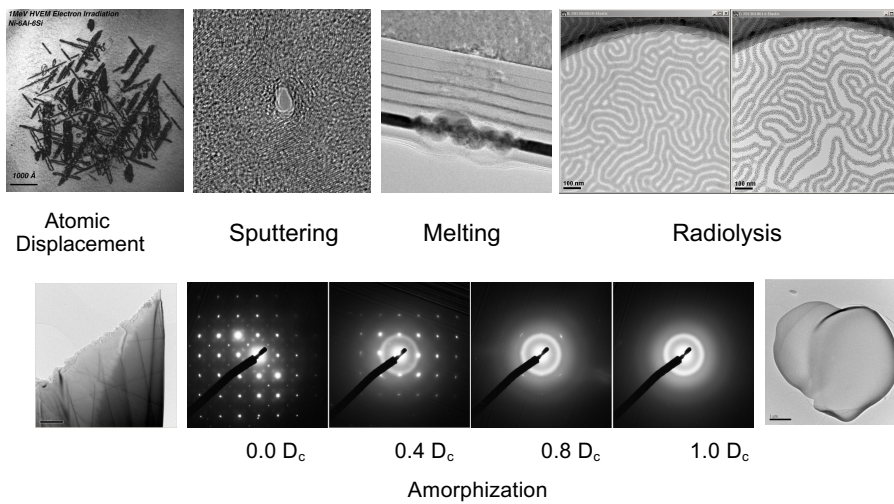 1MeV HVEM Electron Irradiation
Ni-6Al-6Si
1000 Å
100 nm
100 nm
Atomic
Displacement
Sputtering
Melting
Radiolysis
0.0 Dc
0.4 Dc
0.8 Dc
1.0 Dc
Amorphization